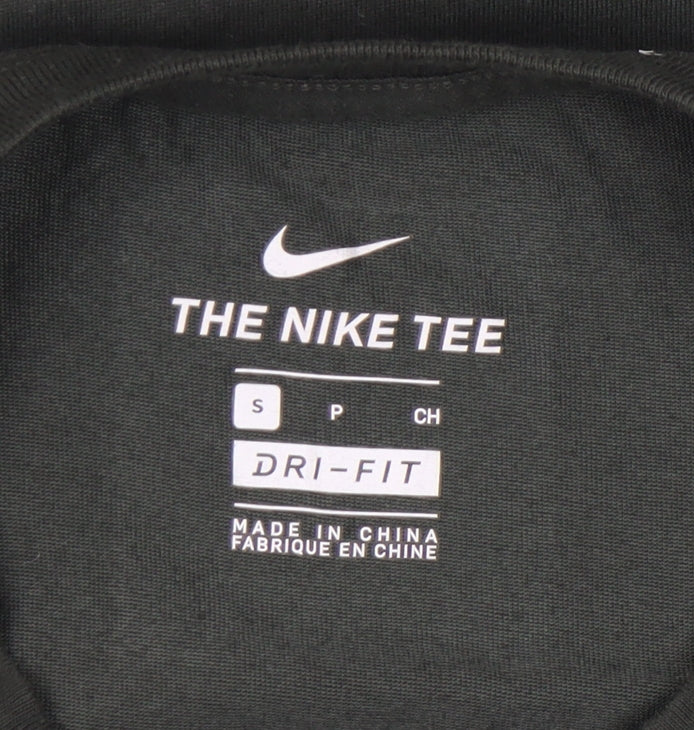 THE NIKE TEE
S P CH
DRI-FIT
MADE IN CHINA
FABRIQUE EN CHINE